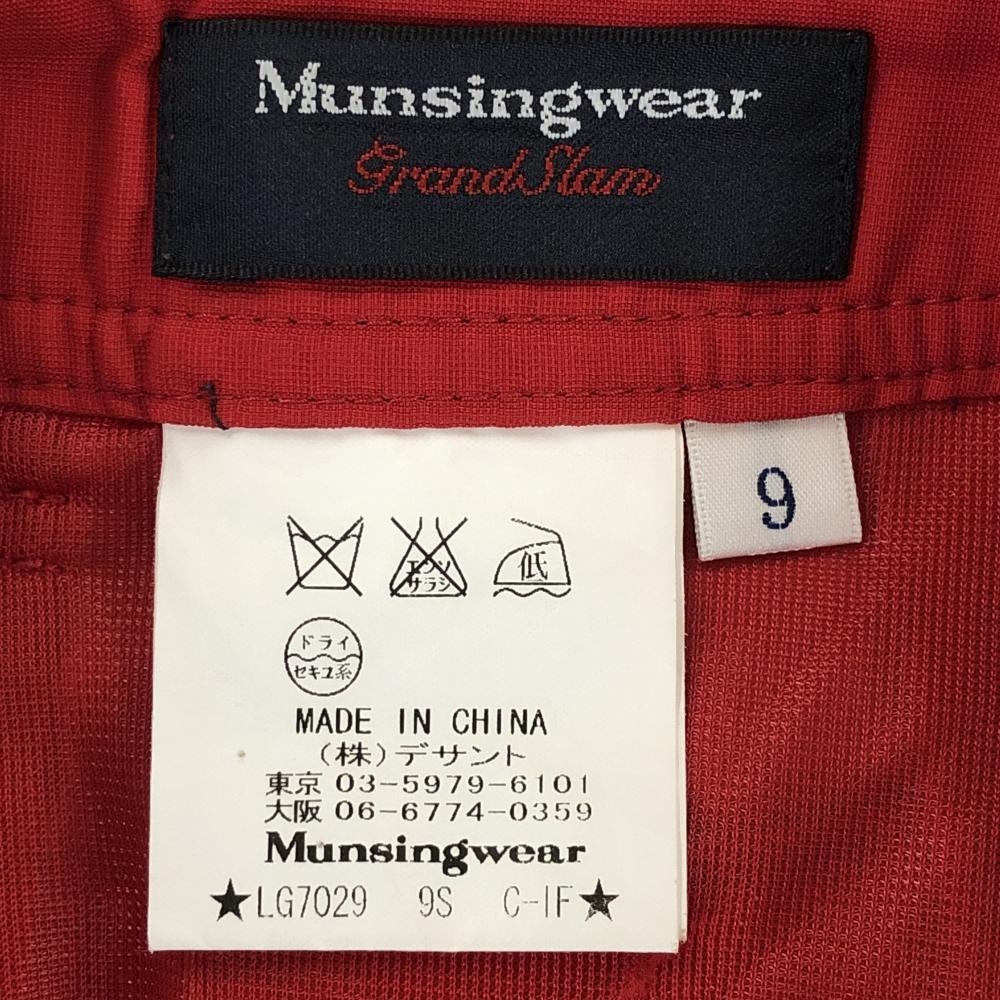 Munsingwear
Grand Slam
9
エンソ
サラシ
低
ドライ
セキユ系
MADE IN CHINA
(株)デサント
東京 03-5979-6101
大阪 06-6774-0359
Munsingwear
★LG7029 9S C-IF★